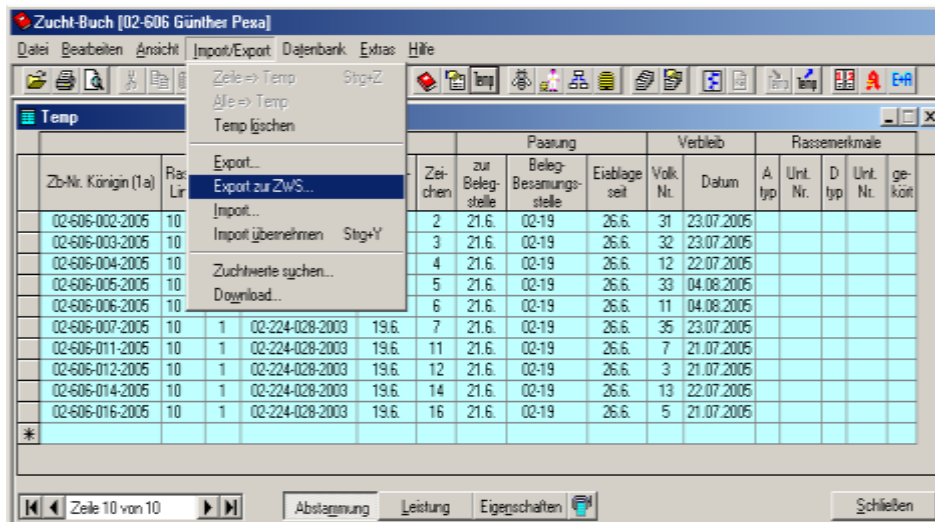 Zucht-Buch [02-606 Günther Pexa]
Datei Bearbeiten Ansicht Import/Export Datenbank Extras Hilfe
Temp E+A
Zeile => Temp Strg+Z
Alle => Temp
Temp löschen
Export...
Export zur ZWS...
Import...
Import übernehmen Strg+Y
Zuchtwerte suchen...
Download...
Temp
Paarung Verbleib Rassemerkmale
Zb-Nr. Königin (1a) Zei-chen zur Beleg-stelle Beleg-Besamungs-stelle Eiablage seit Volk Nr. Datum A typ Unt. Nr. D typ Unt. Nr. ge-kört
02-606-002-2005 10 2 21.6. 02-19 26.6. 31 23.07.2005
02-606-003-2005 10 3 21.6. 02-19 26.6. 32 23.07.2005
02-606-004-2005 10 4 21.6. 02-19 26.6. 12 22.07.2005
02-606-005-2005 10 5 21.6. 02-19 26.6. 33 04.08.2005
02-606-006-2005 10 6 21.6. 02-19 26.6. 11 04.08.2005
02-606-007-2005 10 1 02-224-028-2003 19.6. 7 21.6. 02-19 26.6. 35 23.07.2005
02-606-011-2005 10 1 02-224-028-2003 19.6. 11 21.6. 02-19 26.6. 7 21.07.2005
02-606-012-2005 10 1 02-224-028-2003 19.6. 12 21.6. 02-19 26.6. 3 21.07.2005
02-606-014-2005 10 1 02-224-028-2003 19.6. 14 21.6. 02-19 26.6. 13 22.07.2005
02-606-016-2005 10 1 02-224-028-2003 19.6. 16 21.6. 02-19 26.6. 5 21.07.2005
Zeile 10 von 10 Abstammung Leistung Eigenschaften Schließen